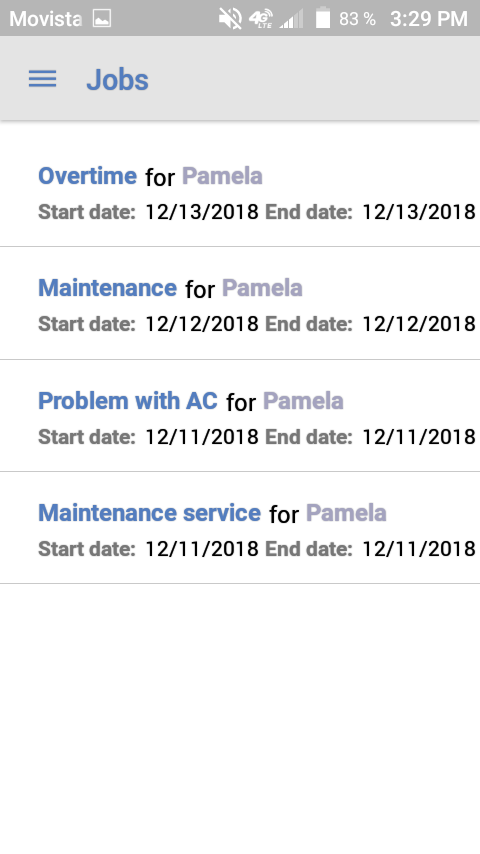 Movista 4G LTE 83 % 3:29 PM
Jobs
Overtime for Pamela
Start date: 12/13/2018 End date: 12/13/2018
Maintenance for Pamela
Start date: 12/12/2018 End date: 12/12/2018
Problem with AC for Pamela
Start date: 12/11/2018 End date: 12/11/2018
Maintenance service for Pamela
Start date: 12/11/2018 End date: 12/11/2018